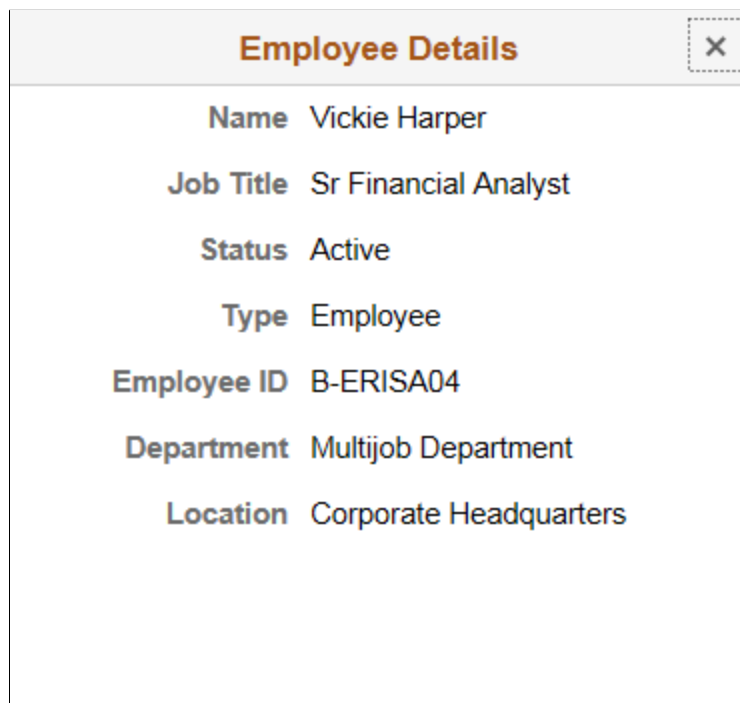 Employee Details
Name Vickie Harper
Job Title Sr Financial Analyst
Status Active
Type Employee
Employee ID B-ERISA04
Department Multijob Department
Location Corporate Headquarters